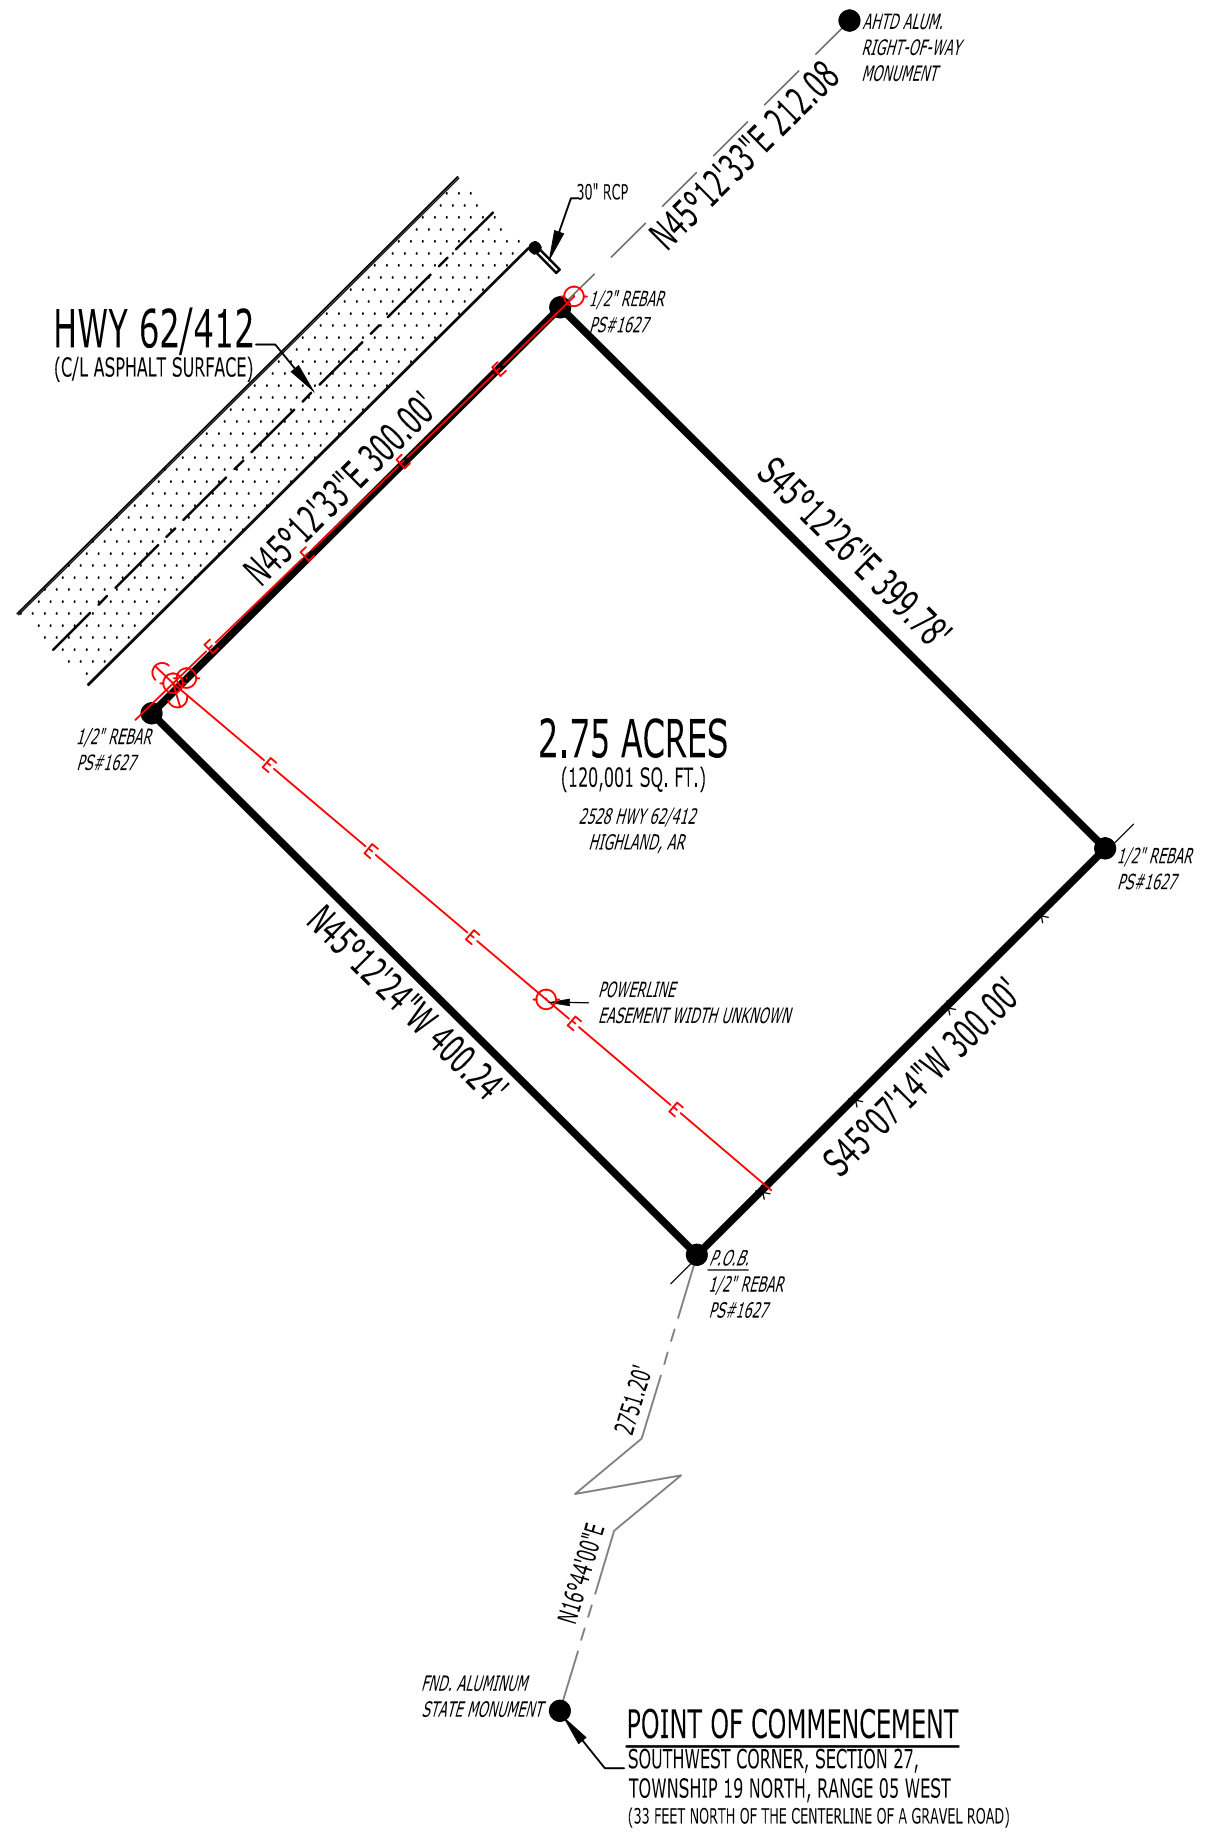 AHTD ALUM.
RIGHT-OF-WAY
MONUMENT
N45°12'33"E 212.08
30" RCP
1/2" REBAR
PS#1627
HWY 62/412
(C/L ASPHALT SURFACE)
N45°12'33"E 300.00'
E
E
E
E
S45°12'26"E 399.78'
1/2" REBAR
PS#1627
2.75 ACRES
(120,001 SQ. FT.)
2528 HWY 62/412
HIGHLAND, AR
E
E
E
E
E
1/2" REBAR
PS#1627
N45°12'24"W 400.24'
POWERLINE
EASEMENT WIDTH UNKNOWN
S45°07'14"W 300.00'
P.O.B.
1/2" REBAR
PS#1627
2751.20'
N16°44'00"E
FND. ALUMINUM
STATE MONUMENT
POINT OF COMMENCEMENT
SOUTHWEST CORNER, SECTION 27,
TOWNSHIP 19 NORTH, RANGE 05 WEST
(33 FEET NORTH OF THE CENTERLINE OF A GRAVEL ROAD)